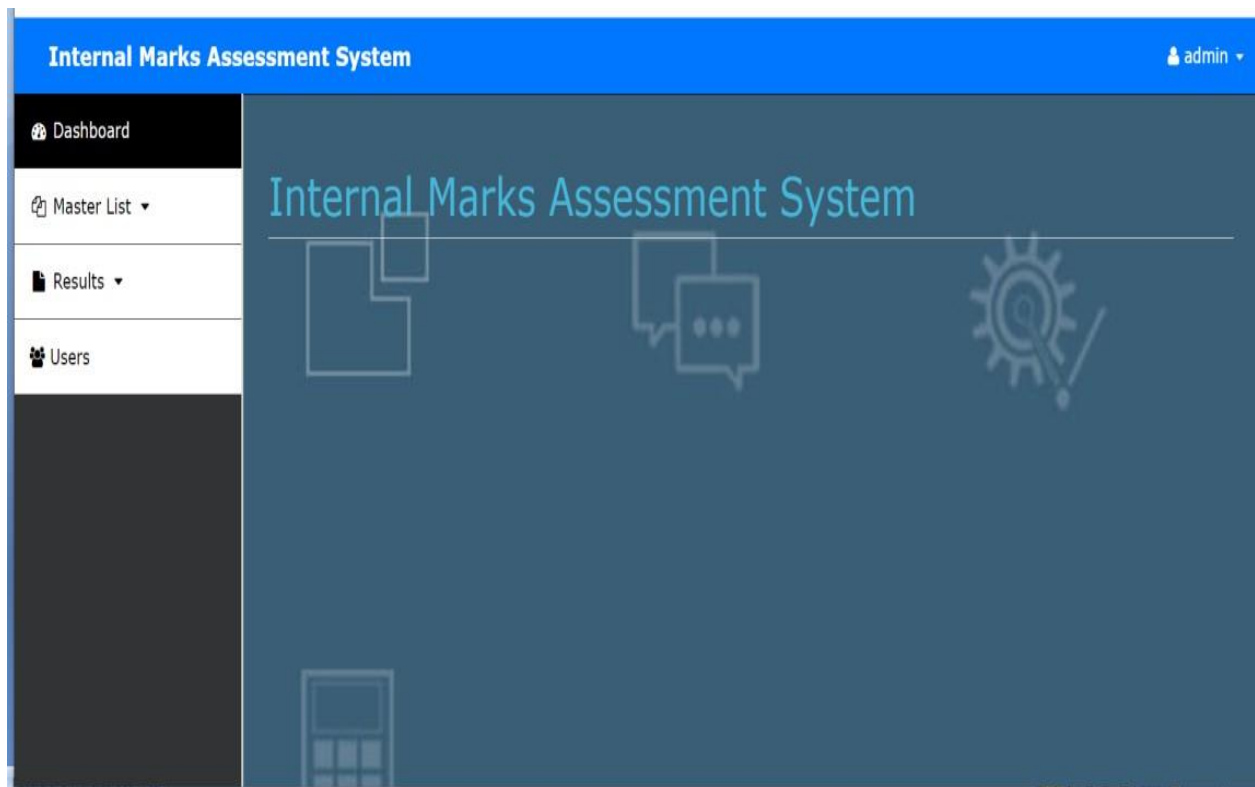 Internal Marks Assessment System
admin
Dashboard
Master List
Results
Users
Internal Marks Assessment System